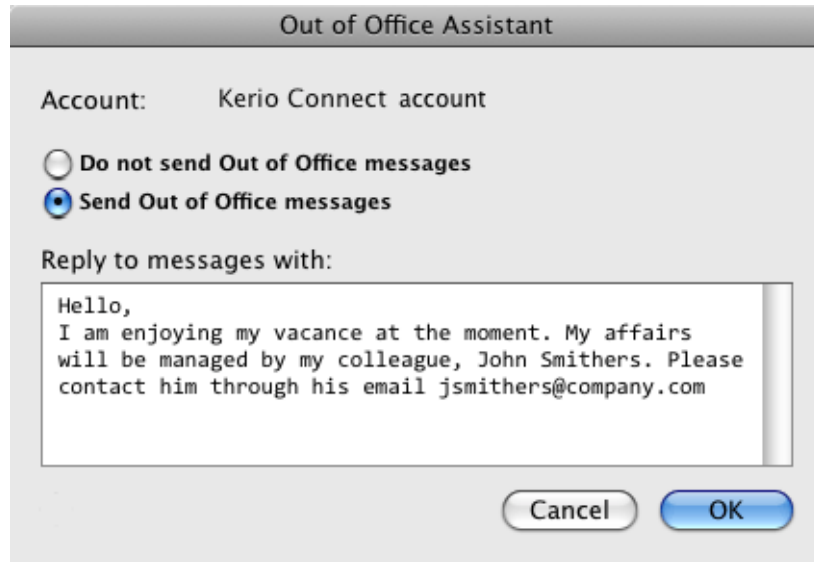 Out of Office Assistant
Account: Kerio Connect account
Do not send Out of Office messages
Send Out of Office messages
Reply to messages with:
Hello,
I am enjoying my vacance at the moment. My affairs
will be managed by my colleague, John Smithers. Please
contact him through his email jsmithers@company.com
Cancel OK